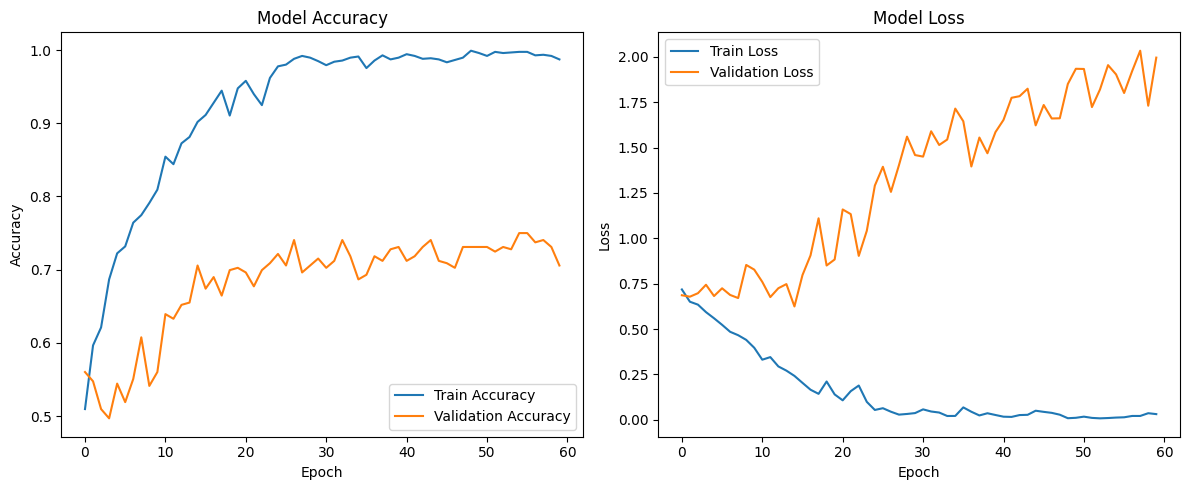 Model Accuracy
1.0
0.9
0.8
0.7
0.6
0.5
Accuracy
0 10 20 30 40 50 60
Epoch
Train Accuracy
Validation Accuracy
Model Loss
2.00
1.75
1.50
1.25
1.00
0.75
0.50
0.25
0.00
Loss
0 10 20 30 40 50 60
Epoch
Train Loss
Validation Loss